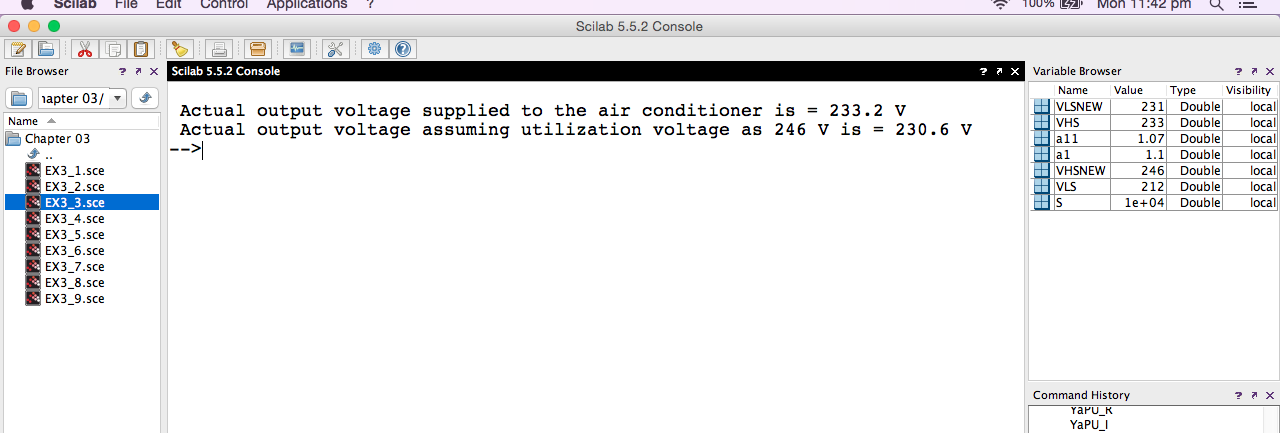 Scilab File Edit Control Applications ? 100% Mon 11:42 pm
Scilab 5.5.2 Console
File Browser ? Scilab 5.5.2 Console ? Variable Browser ?
apter 03/
Name
Chapter 03
..
EX3_1.sce
EX3_2.sce
EX3_3.sce
EX3_4.sce
EX3_5.sce
EX3_6.sce
EX3_7.sce
EX3_8.sce
EX3_9.sce
Actual output voltage supplied to the air conditioner is = 233.2 V
Actual output voltage assuming utilization voltage as 246 V is = 230.6 V
-->
Name Value Type Visibility
VLSNEW 231 Double local
VHS 233 Double local
a11 1.07 Double local
a1 1.1 Double local
VHSNEW 246 Double local
VLS 212 Double local
S 1e+04 Double local
Command History ?
YaPU_R
YaPU_I